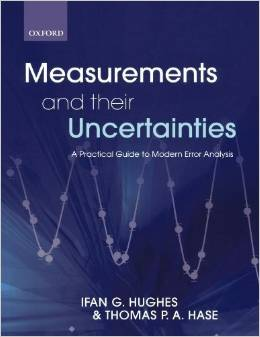 OXFORD
Measurements
and their
Uncertainties
A Practical Guide to Modern Error Analysis
IFAN G. HUGHES
& THOMAS P. A. HASE